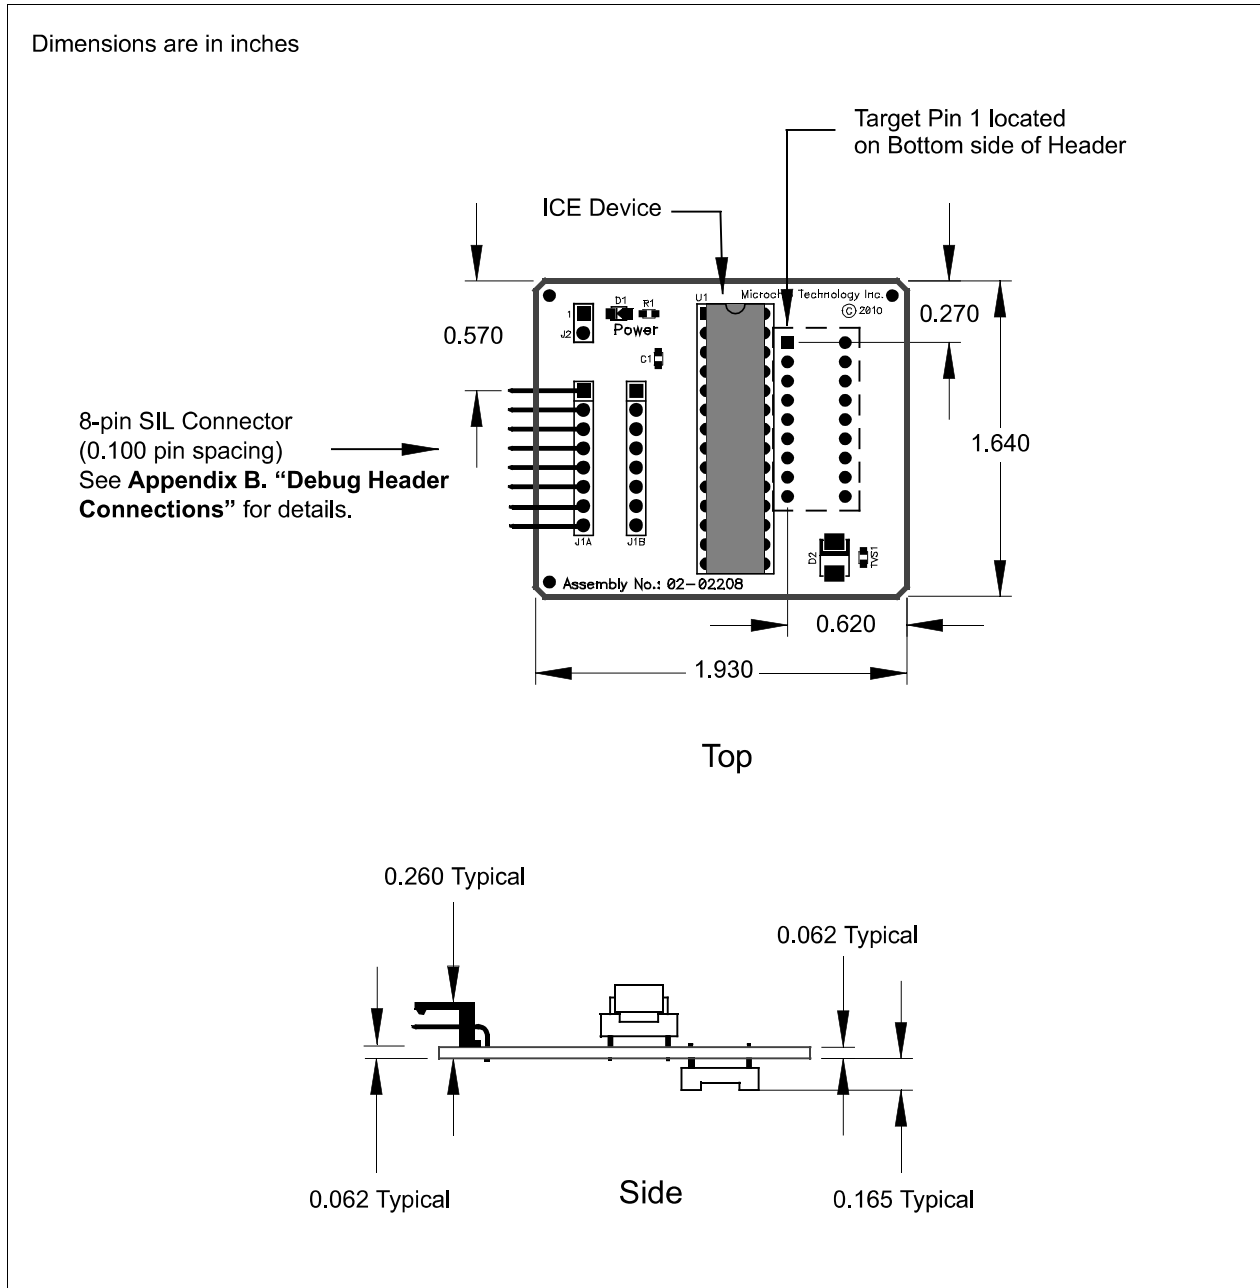 Dimensions are in inches
Target Pin 1 located
on Bottom side of Header
ICE Device
U1
Microchip Technology Inc.
© 2010
D1
R1
1
J2
Power
C1
0.270
0.570
8-pin SIL Connector
(0.100 pin spacing)
See Appendix B. “Debug Header
Connections” for details.
1.640
J1A
J1B
D2
TVS1
Assembly No.: 02-02208
0.620
1.930
Top
0.260 Typical
0.062 Typical
0.062 Typical
Side
0.165 Typical